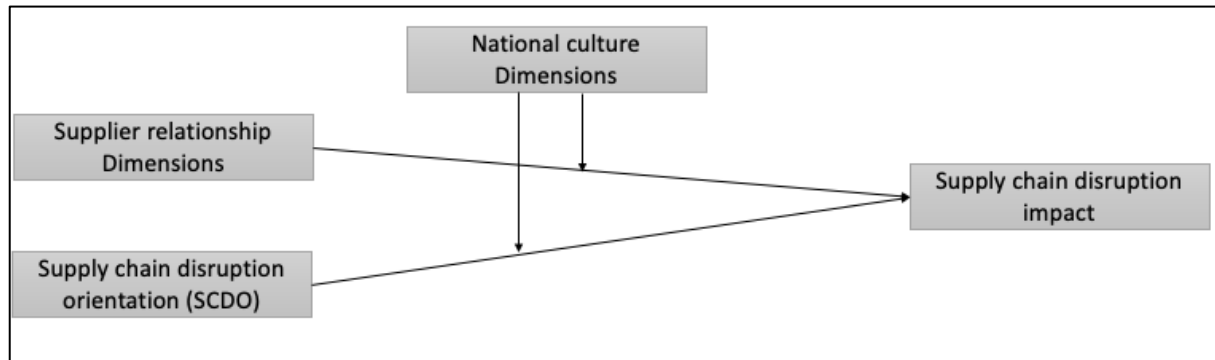 National culture
Dimensions
Supplier relationship
Dimensions
Supply chain disruption
impact
Supply chain disruption
orientation (SCDO)